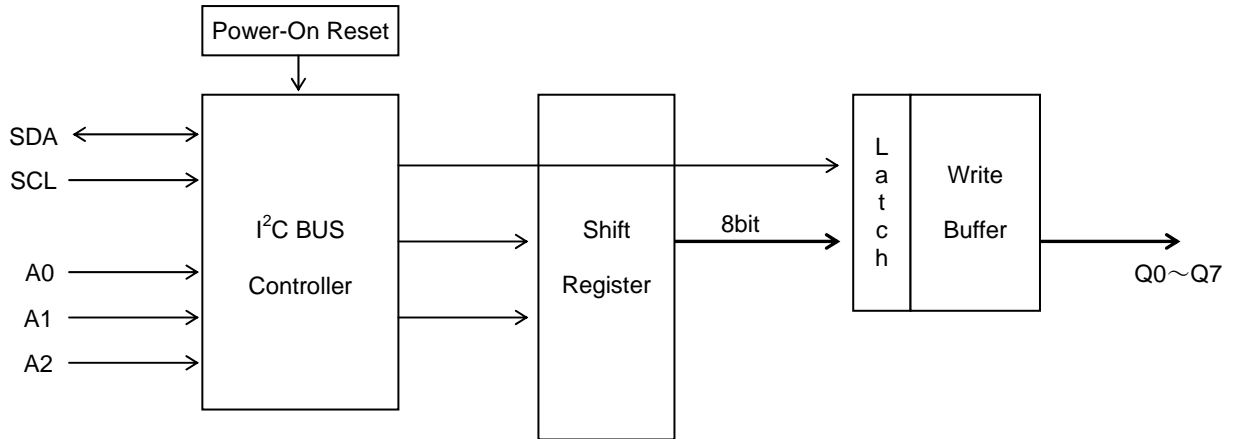 Power-On Reset
SDA
SCL
A0
A1
A2
I²C BUS
Controller
Shift
Register
8bit
L
a
t
c
h
Write
Buffer
Q0～Q7